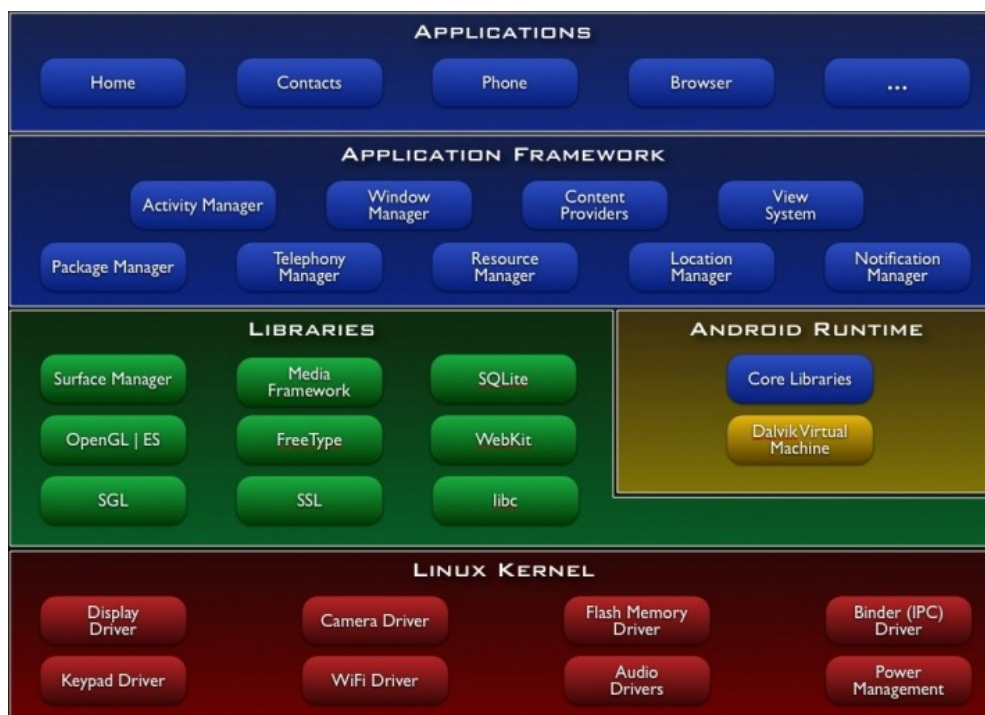 APPLICATIONS
Home Contacts Phone Browser ...
APPLICATION FRAMEWORK
Activity Manager
Window
Manager
Content
Providers
View
System
Package Manager
Telephony
Manager
Resource
Manager
Location
Manager
Notification
Manager
LIBRARIES
Surface Manager
Media
Framework
SQLite
OpenGL | ES
FreeType
WebKit
SGL
SSL
libc
ANDROID RUNTIME
Core Libraries
Dalvik Virtual
Machine
LINUX KERNEL
Display
Driver
Camera Driver
Flash Memory
Driver
Binder (IPC)
Driver
Keypad Driver
WiFi Driver
Audio
Drivers
Power
Management